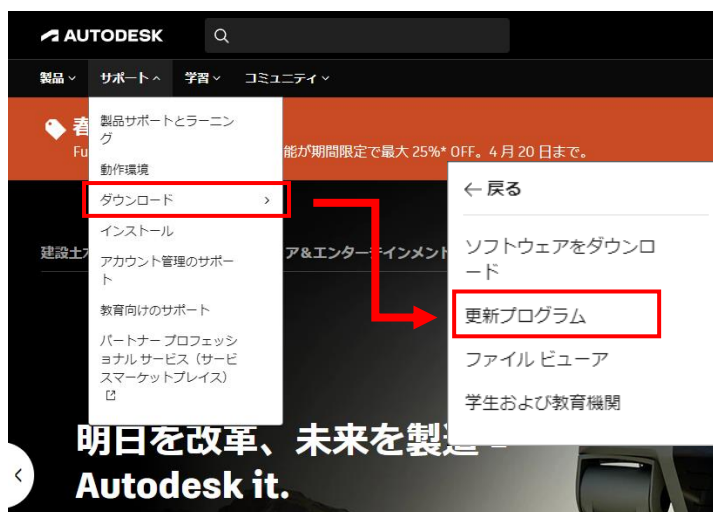 AUTODESK
製品 サポート 学習 コミュニティ
春
Fu
能が期間限定で最大 25%* OFF。4 月 20 日まで。
製品サポートとラーニン
グ
動作環境
ダウンロード
インストール
アカウント管理のサポー
ト
教育向けのサポート
パートナー プロフェッシ
ョナル サービス（サービ
スマーケットプレイス）
建設土
ア&エンターテインメント
戻る
ソフトウェアをダウンロ
ード
更新プログラム
ファイル ビューア
学生および教育機関
明日を改革、未来を製造 -
Autodesk it.